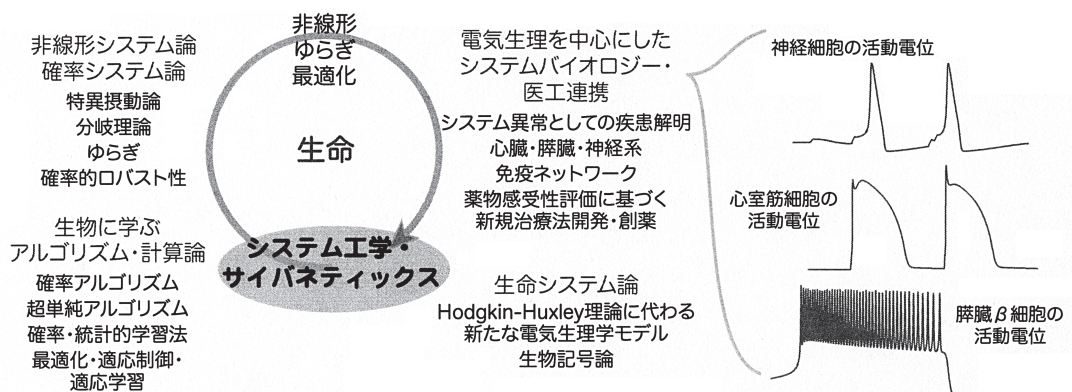 非線形システム論
確率システム論
特異摂動論
分岐理論
ゆらぎ
確率的ロバスト性
生物に学ぶ
アルゴリズム・計算論
確率アルゴリズム
超単純アルゴリズム
確率・統計的学習法
最適化・適応制御・
適応学習
非線形
ゆらぎ
最適化
生命
システム工学・
サイバネティックス
電気生理を中心にした
システムバイオロジー・
医工連携
システム異常としての疾患解明
心臓・膵臓・神経系
免疫ネットワーク
薬物感受性評価に基づく
新規治療法開発・創薬
生命システム論
Hodgkin-Huxley理論に代わる
新たな電気生理学モデル
生物記号論
神経細胞の活動電位
心室筋細胞の
活動電位
膵臓β細胞の
活動電位